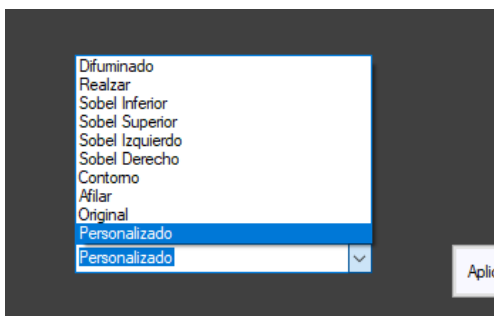 Difuminado
Realzar
Sobel Inferior
Sobel Superior
Sobel Izquierdo
Sobel Derecho
Contorno
Afilar
Original
Personalizado
Personalizado